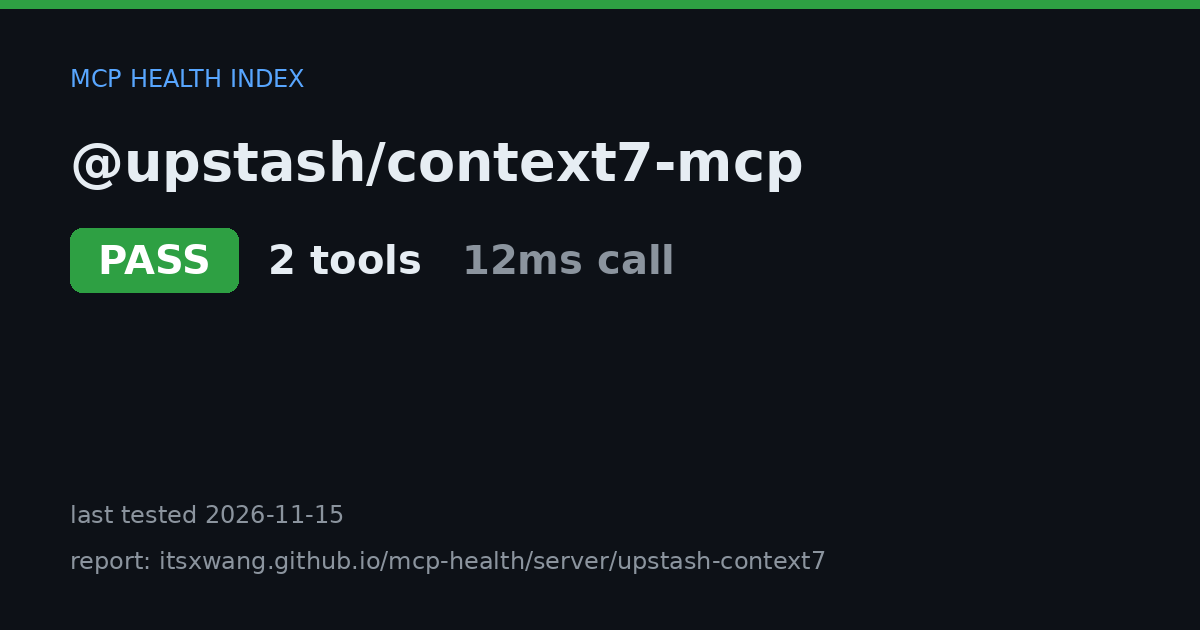 MCP HEALTH INDEX
@upstash/context7-mcp
PASS 2 tools 12ms call
last tested 2026-11-15
report: itsxwang.github.io/mcp-health/server/upstash-context7